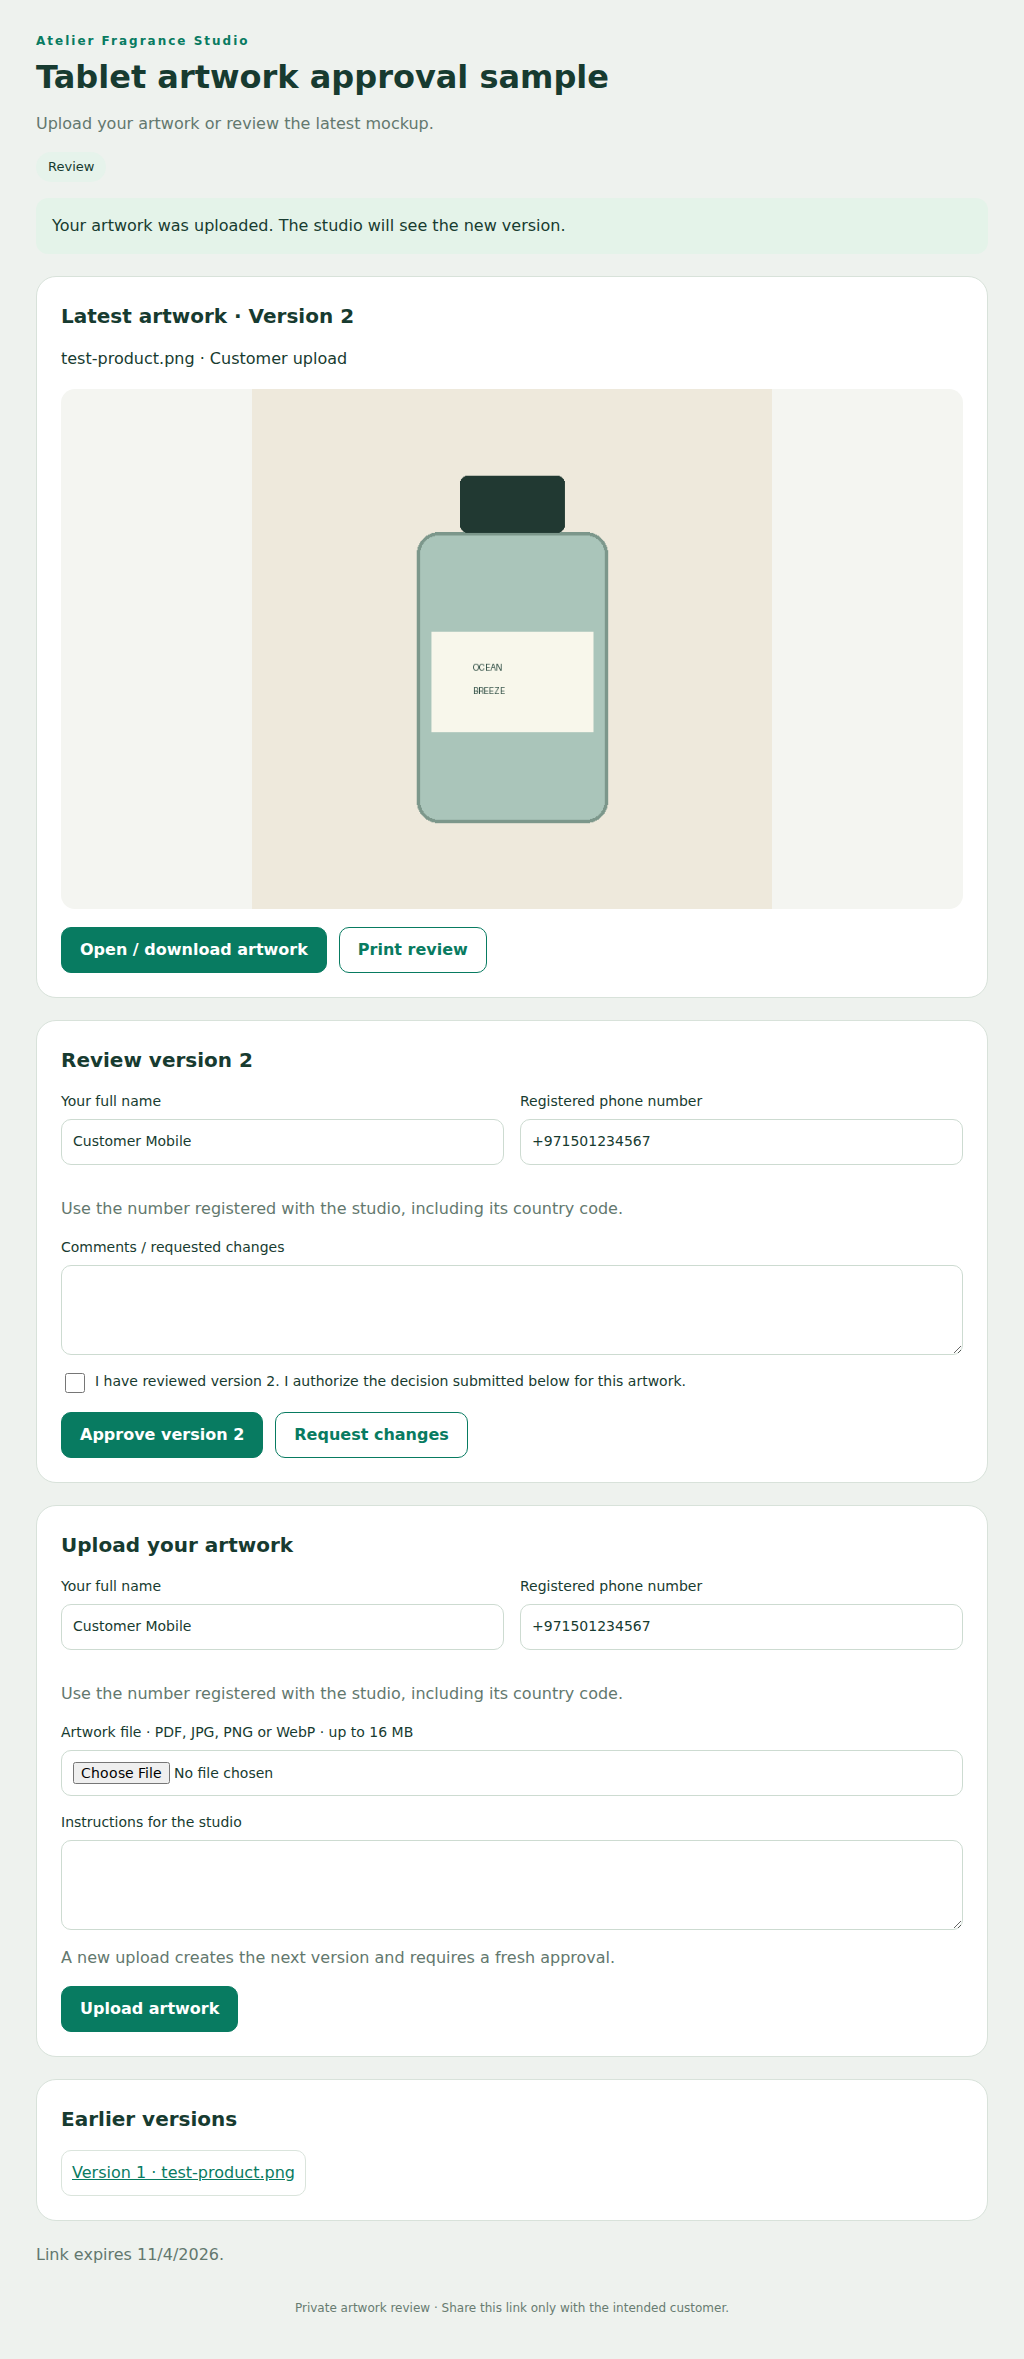 Atelier Fragrance Studio
Tablet artwork approval sample
Upload your artwork or review the latest mockup.
Review
Your artwork was uploaded. The studio will see the new version.
Latest artwork · Version 2
test-product.png · Customer upload
OCEAN
BREEZE
Open / download artwork
Print review
Review version 2
Your full name
Registered phone number
Customer Mobile
+971501234567
Use the number registered with the studio, including its country code.
Comments / requested changes
I have reviewed version 2. I authorize the decision submitted below for this artwork.
Approve version 2
Request changes
Upload your artwork
Your full name
Registered phone number
Customer Mobile
+971501234567
Use the number registered with the studio, including its country code.
Artwork file · PDF, JPG, PNG or WebP · up to 16 MB
Choose File No file chosen
Instructions for the studio
A new upload creates the next version and requires a fresh approval.
Upload artwork
Earlier versions
Version 1 · test-product.png
Link expires 11/4/2026.
Private artwork review · Share this link only with the intended customer.